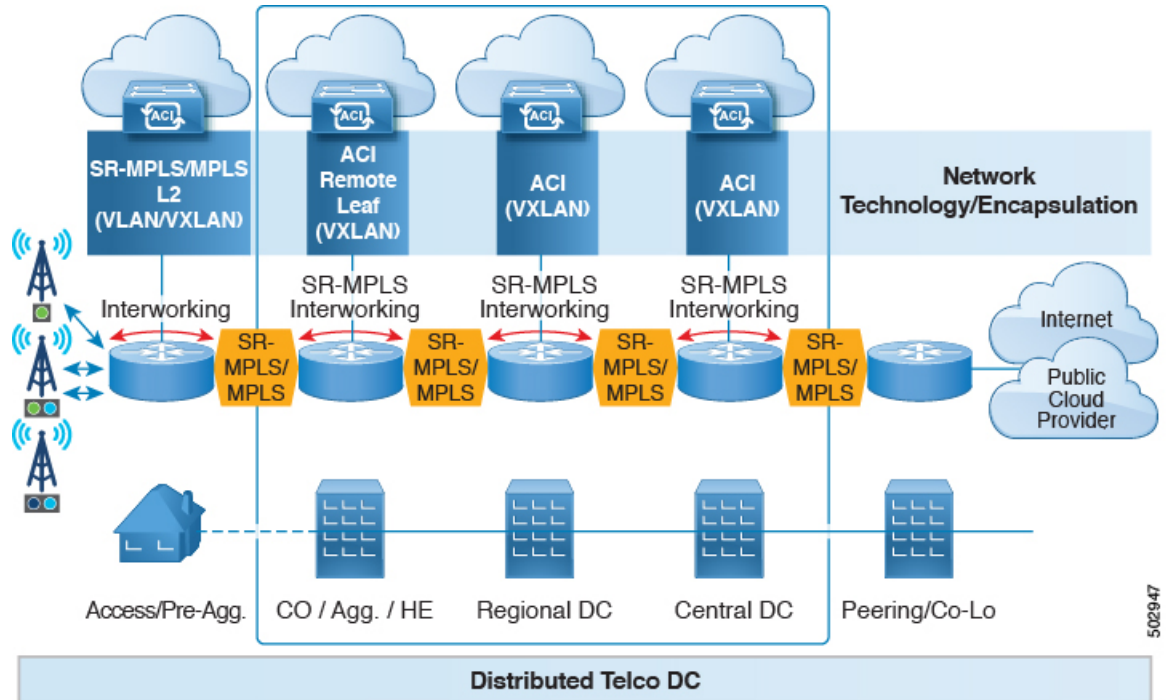 ACI
ACI
ACI
ACI
SR-MPLS/MPLS
L2
(VLAN/VXLAN)
ACI
Remote
Leaf
(VXLAN)
ACI
(VXLAN)
ACI
(VXLAN)
Network
Technology/Encapsulation
Interworking
SR-MPLS
Interworking
SR-MPLS
Interworking
SR-MPLS
Interworking
SR-
MPLS/
MPLS
SR-
MPLS/
MPLS
SR-
MPLS/
MPLS
SR-
MPLS/
MPLS
Internet
Public
Cloud
Provider
Access/Pre-Agg.
CO / Agg. / HE
Regional DC
Central DC
Peering/Co-Lo
502947
Distributed Telco DC